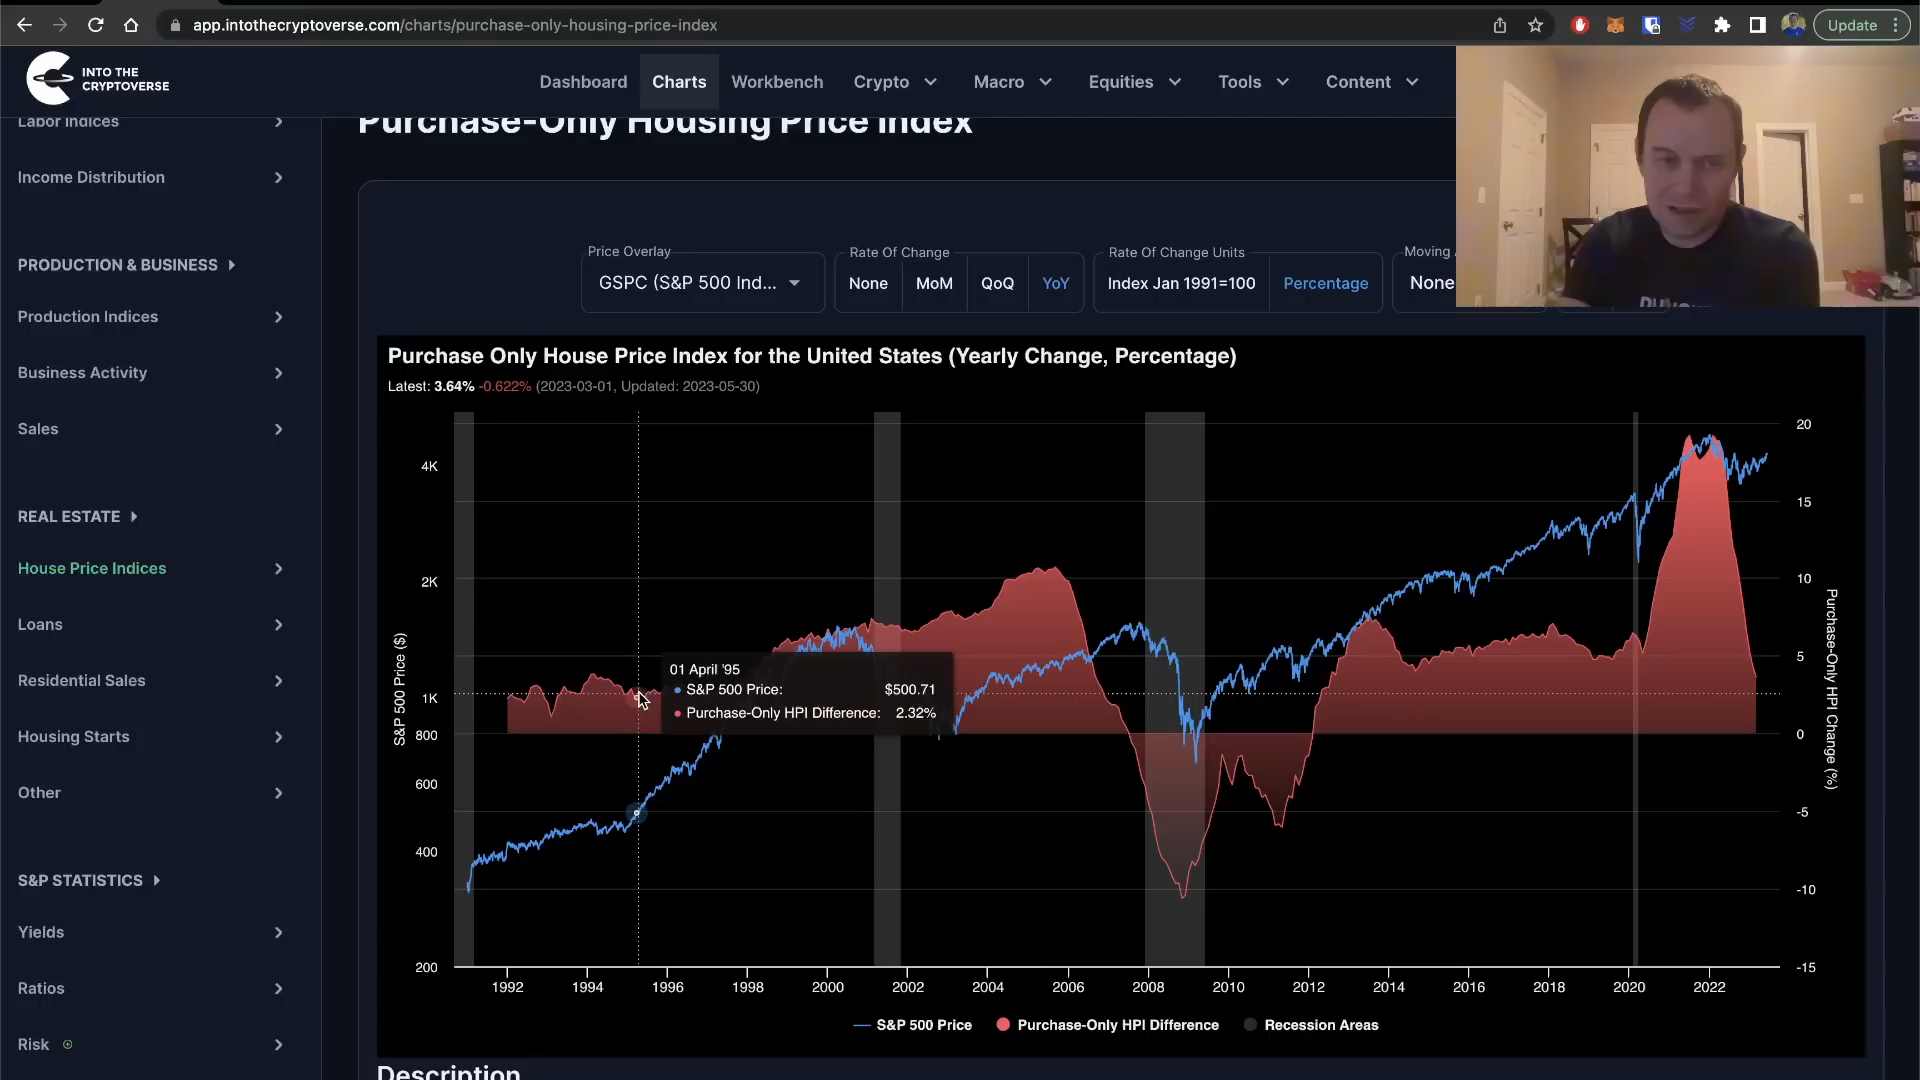 app.intothecryptoverse.com/charts/purchase-only-housing-price-index
Update
INTO THE
CRYPTOVERSE
Dashboard
Charts
Workbench
Crypto
Macro
Equities
Tools
Content
Labor Indices
Income Distribution
PRODUCTION & BUSINESS
Production Indices
Business Activity
Sales
REAL ESTATE
House Price Indices
Loans
Residential Sales
Housing Starts
Other
S&P STATISTICS
Yields
Ratios
Risk
Purchase-Only Housing Price Index
Price Overlay
GSPC (S&P 500 Ind...
Rate Of Change
None
MoM
QoQ
YoY
Rate Of Change Units
Index Jan 1991=100
Percentage
Moving
None
Purchase Only House Price Index for the United States (Yearly Change, Percentage)
Latest: 3.64% -0.622% (2023-03-01, Updated: 2023-05-30)
4K
2K
1K
800
600
400
200
S&P 500 Price ($)
20
15
10
5
0
-5
-10
-15
Purchase-Only HPI Change (%)
01 April '95
S&P 500 Price: $500.71
Purchase-Only HPI Difference: 2.32%
1992 1994 1996 1998 2000 2002 2004 2006 2008 2010 2012 2014 2016 2018 2020 2022
S&P 500 Price
Purchase-Only HPI Difference
Recession Areas
Description